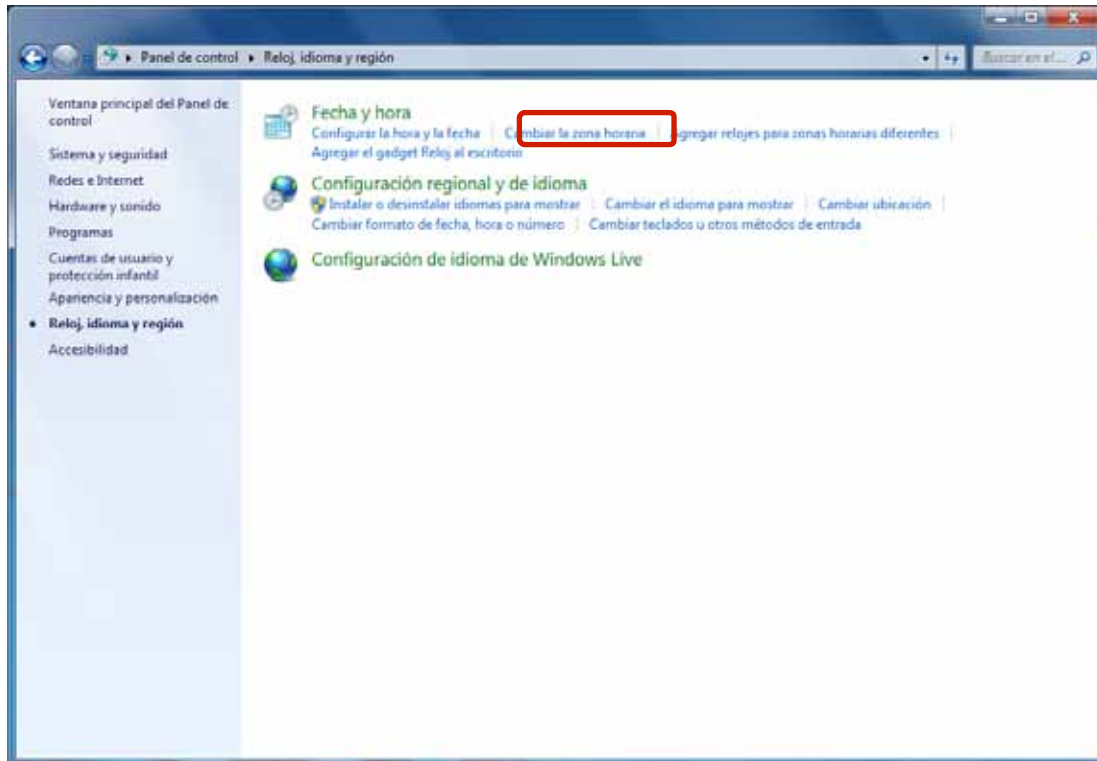 Panel de control ▸ Reloj, idioma y región
Buscar en el...
Ventana principal del Panel de
control
Sistema y seguridad
Redes e Internet
Hardware y sonido
Programas
Cuentas de usuario y
protección infantil
Apariencia y personalización
Reloj, idioma y región
Accesibilidad
Fecha y hora
Configurar la hora y la fecha | Cambiar la zona horaria | Agregar relojes para zonas horarias diferentes |
Agregar el gadget Reloj al escritorio
Configuración regional y de idioma
Instalar o desinstalar idiomas para mostrar | Cambiar el idioma para mostrar | Cambiar ubicación |
Cambiar formato de fecha, hora o número | Cambiar teclados u otros métodos de entrada
Configuración de idioma de Windows Live